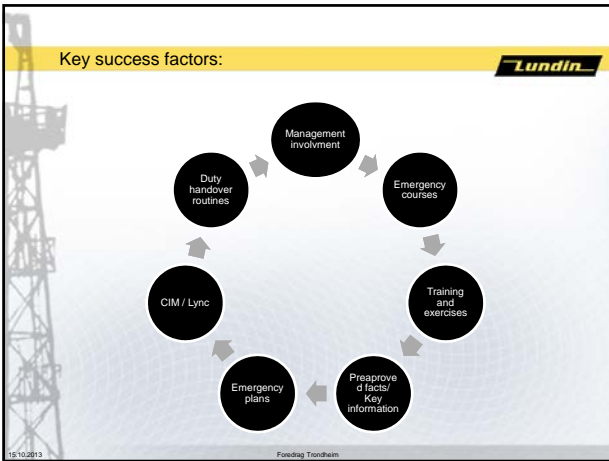 Key success factors:
Lundin
Management
involvment
Emergency
courses
Training
and
exercises
Preaprove
d facts/
Key
information
Emergency
plans
CIM / Lync
Duty
handover
routines
15.10.2013
Foredrag Trondheim